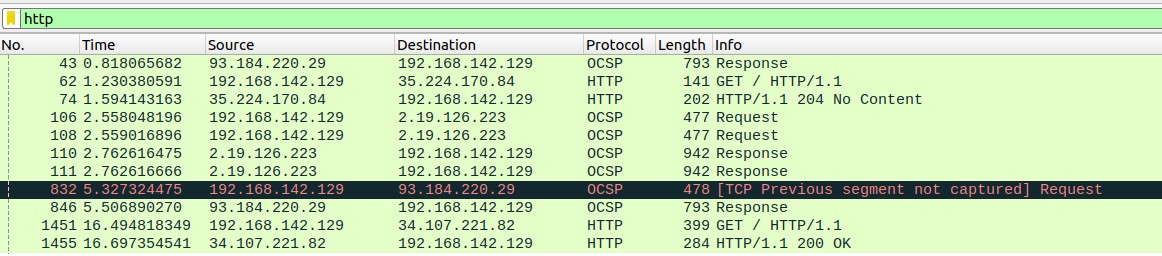 http
No. Time Source Destination Protocol Length Info
43 0.818065682 93.184.220.29 192.168.142.129 OCSP 793 Response
62 1.230380591 192.168.142.129 35.224.170.84 HTTP 141 GET / HTTP/1.1
74 1.594143163 35.224.170.84 192.168.142.129 HTTP 202 HTTP/1.1 204 No Content
106 2.558048196 192.168.142.129 2.19.126.223 OCSP 477 Request
108 2.559016896 192.168.142.129 2.19.126.223 OCSP 477 Request
110 2.762616475 2.19.126.223 192.168.142.129 OCSP 942 Response
111 2.762616666 2.19.126.223 192.168.142.129 OCSP 942 Response
832 5.327324475 192.168.142.129 93.184.220.29 OCSP 478 [TCP Previous segment not captured] Request
846 5.506890270 93.184.220.29 192.168.142.129 OCSP 793 Response
1451 16.494818349 192.168.142.129 34.107.221.82 HTTP 399 GET / HTTP/1.1
1455 16.697354541 34.107.221.82 192.168.142.129 HTTP 284 HTTP/1.1 200 OK